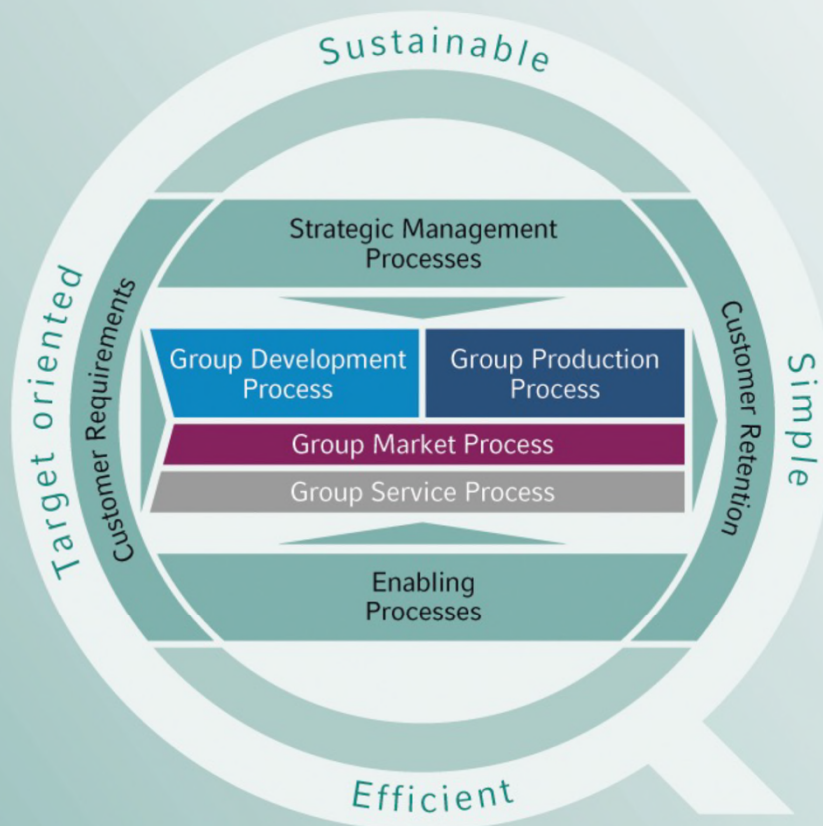 Sustainable
Strategic Management
Processes
Target oriented
Customer Requirements
Group Development
Process
Group Production
Process
Group Market Process
Group Service Process
Customer Retention
Simple
Enabling
Processes
Efficient